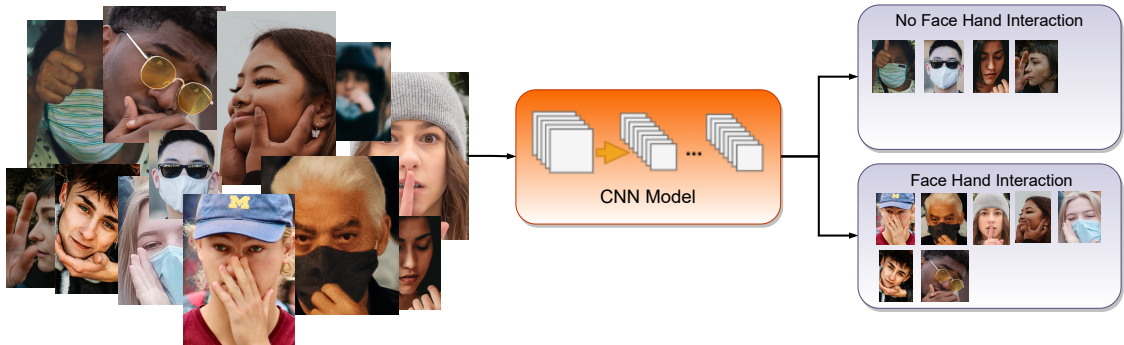 No Face Hand Interaction
M
...
CNN Model
Face Hand Interaction